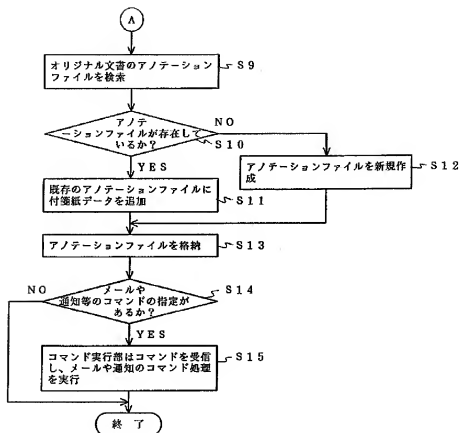 A
オリジナル文書のアノテーション
ファイルを検索
S9
アノテ
ーションファイルが存在して
いるか?
S10
NO
YES
アノテーションファイルを新規作
成
S12
既存のアノテーションファイルに
付箋紙データを追加
S11
アノテーションファイルを格納
S13
メールや
通知等のコマンドの指定が
あるか?
S14
NO
YES
コマンド実行部はコマンドを受信
し、メールや通知のコマンド処理
を実行
S15
終了